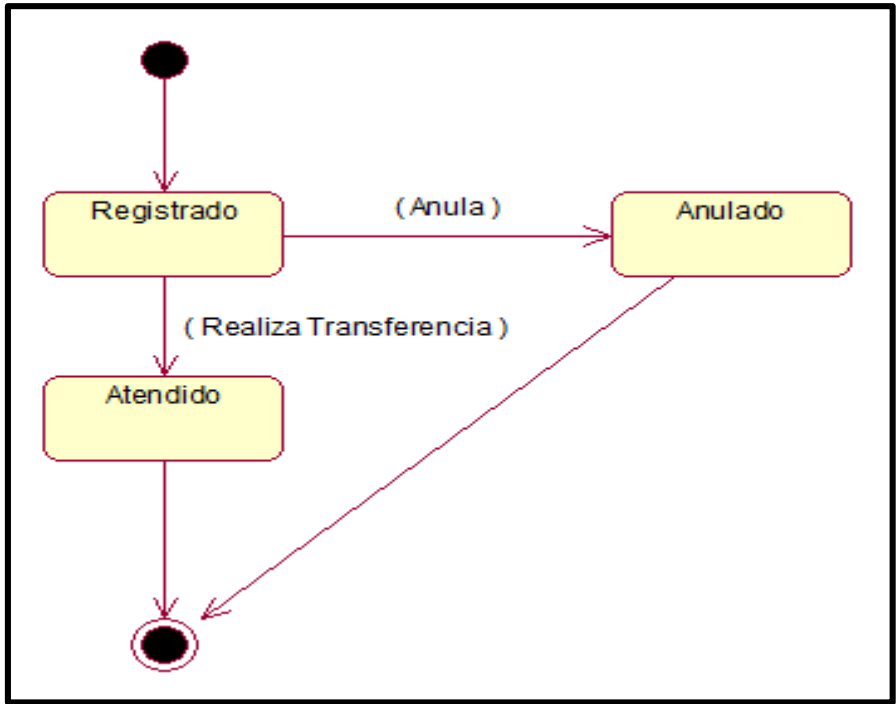 Registrado
( Anula )
Anulado
( Realiza Transferencia )
Atendido